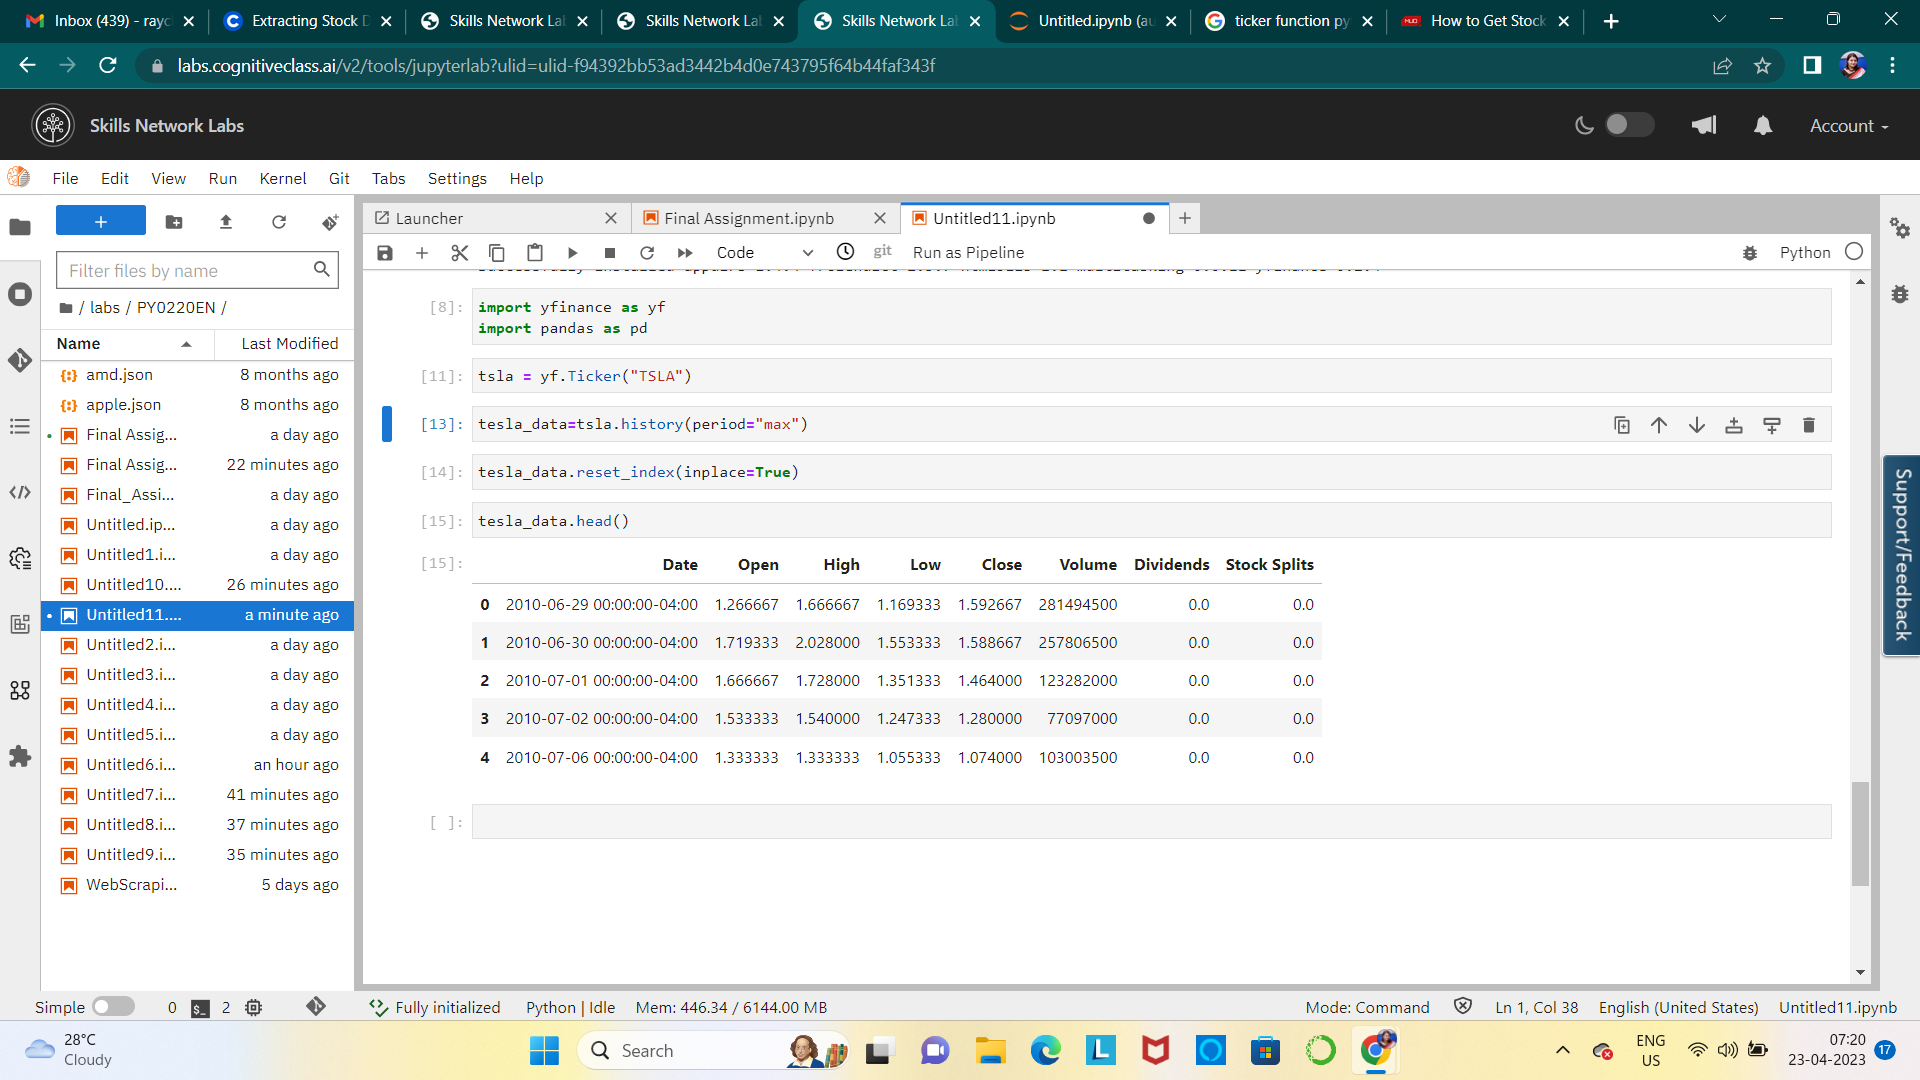 Inbox (439) - rayc
Extracting Stock D
Skills Network La
Skills Network La
Skills Network La
Untitled.ipynb (au
ticker function py
How to Get Stock
labs.cognitiveclass.ai/v2/tools/jupyterlab?ulid=ulid-f94392bb53ad3442b4d0e743795f64b44faf343f
Skills Network Labs
Account
File Edit View Run Kernel Git Tabs Settings Help
Launcher
Final Assignment.ipynb
Untitled11.ipynb
Code
git
Run as Pipeline
Python
Filter files by name
/ labs / PY0220EN /
Name Last Modified
amd.json 8 months ago
apple.json 8 months ago
Final Assig... a day ago
Final Assig... 22 minutes ago
Final_Assi... a day ago
Untitled.ip... a day ago
Untitled1.i... a day ago
Untitled10.... 26 minutes ago
Untitled11.... a minute ago
Untitled2.i... a day ago
Untitled3.i... a day ago
Untitled4.i... a day ago
Untitled5.i... a day ago
Untitled6.i... an hour ago
Untitled7.i... 41 minutes ago
Untitled8.i... 37 minutes ago
Untitled9.i... 35 minutes ago
WebScrapi... 5 days ago
[8]: import yfinance as yf
import pandas as pd
[11]: tsla = yf.Ticker("TSLA")
[13]: tesla_data=tsla.history(period="max")
[14]: tesla_data.reset_index(inplace=True)
[15]: tesla_data.head()
[15]: Date Open High Low Close Volume Dividends Stock Splits
0 2010-06-29 00:00:00-04:00 1.266667 1.666667 1.169333 1.592667 281494500 0.0 0.0
1 2010-06-30 00:00:00-04:00 1.719333 2.028000 1.553333 1.588667 257806500 0.0 0.0
2 2010-07-01 00:00:00-04:00 1.666667 1.728000 1.351333 1.464000 123282000 0.0 0.0
3 2010-07-02 00:00:00-04:00 1.533333 1.540000 1.247333 1.280000 77097000 0.0 0.0
4 2010-07-06 00:00:00-04:00 1.333333 1.333333 1.055333 1.074000 103003500 0.0 0.0
[ ]:
Support/Feedback
Simple 0 2 Fully initialized Python | Idle Mem: 446.34 / 6144.00 MB Mode: Command Ln 1, Col 38 English (United States) Untitled11.ipynb
28°C
Cloudy
Search
ENG
US
07:20
23-04-2023
17